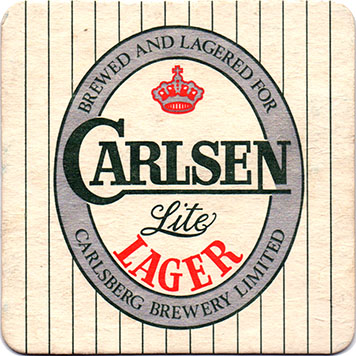 BREWED AND LAGERED FOR
CARLSEN
Lite
LAGER
CARLSBERG BREWERY LIMITED